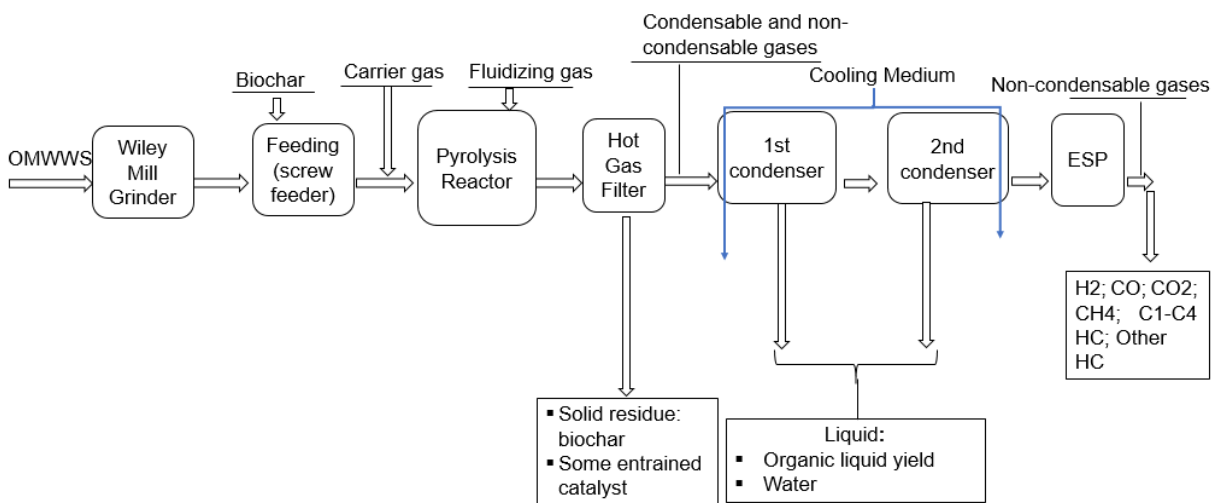 Condensable and non-
condensable gases
Cooling Medium
Biochar
Carrier gas
Fluidizing gas
Non-condensable gases
OMWWS
Wiley
Mill
Grinder
Feeding
(screw
feeder)
Pyrolysis
Reactor
Hot
Gas
Filter
1st
condenser
2nd
condenser
ESP
H2; CO; CO2;
CH4; C1-C4
HC; Other
HC
▪ Solid residue:
biochar
▪ Some entrained
catalyst
Liquid:
▪ Organic liquid yield
▪ Water